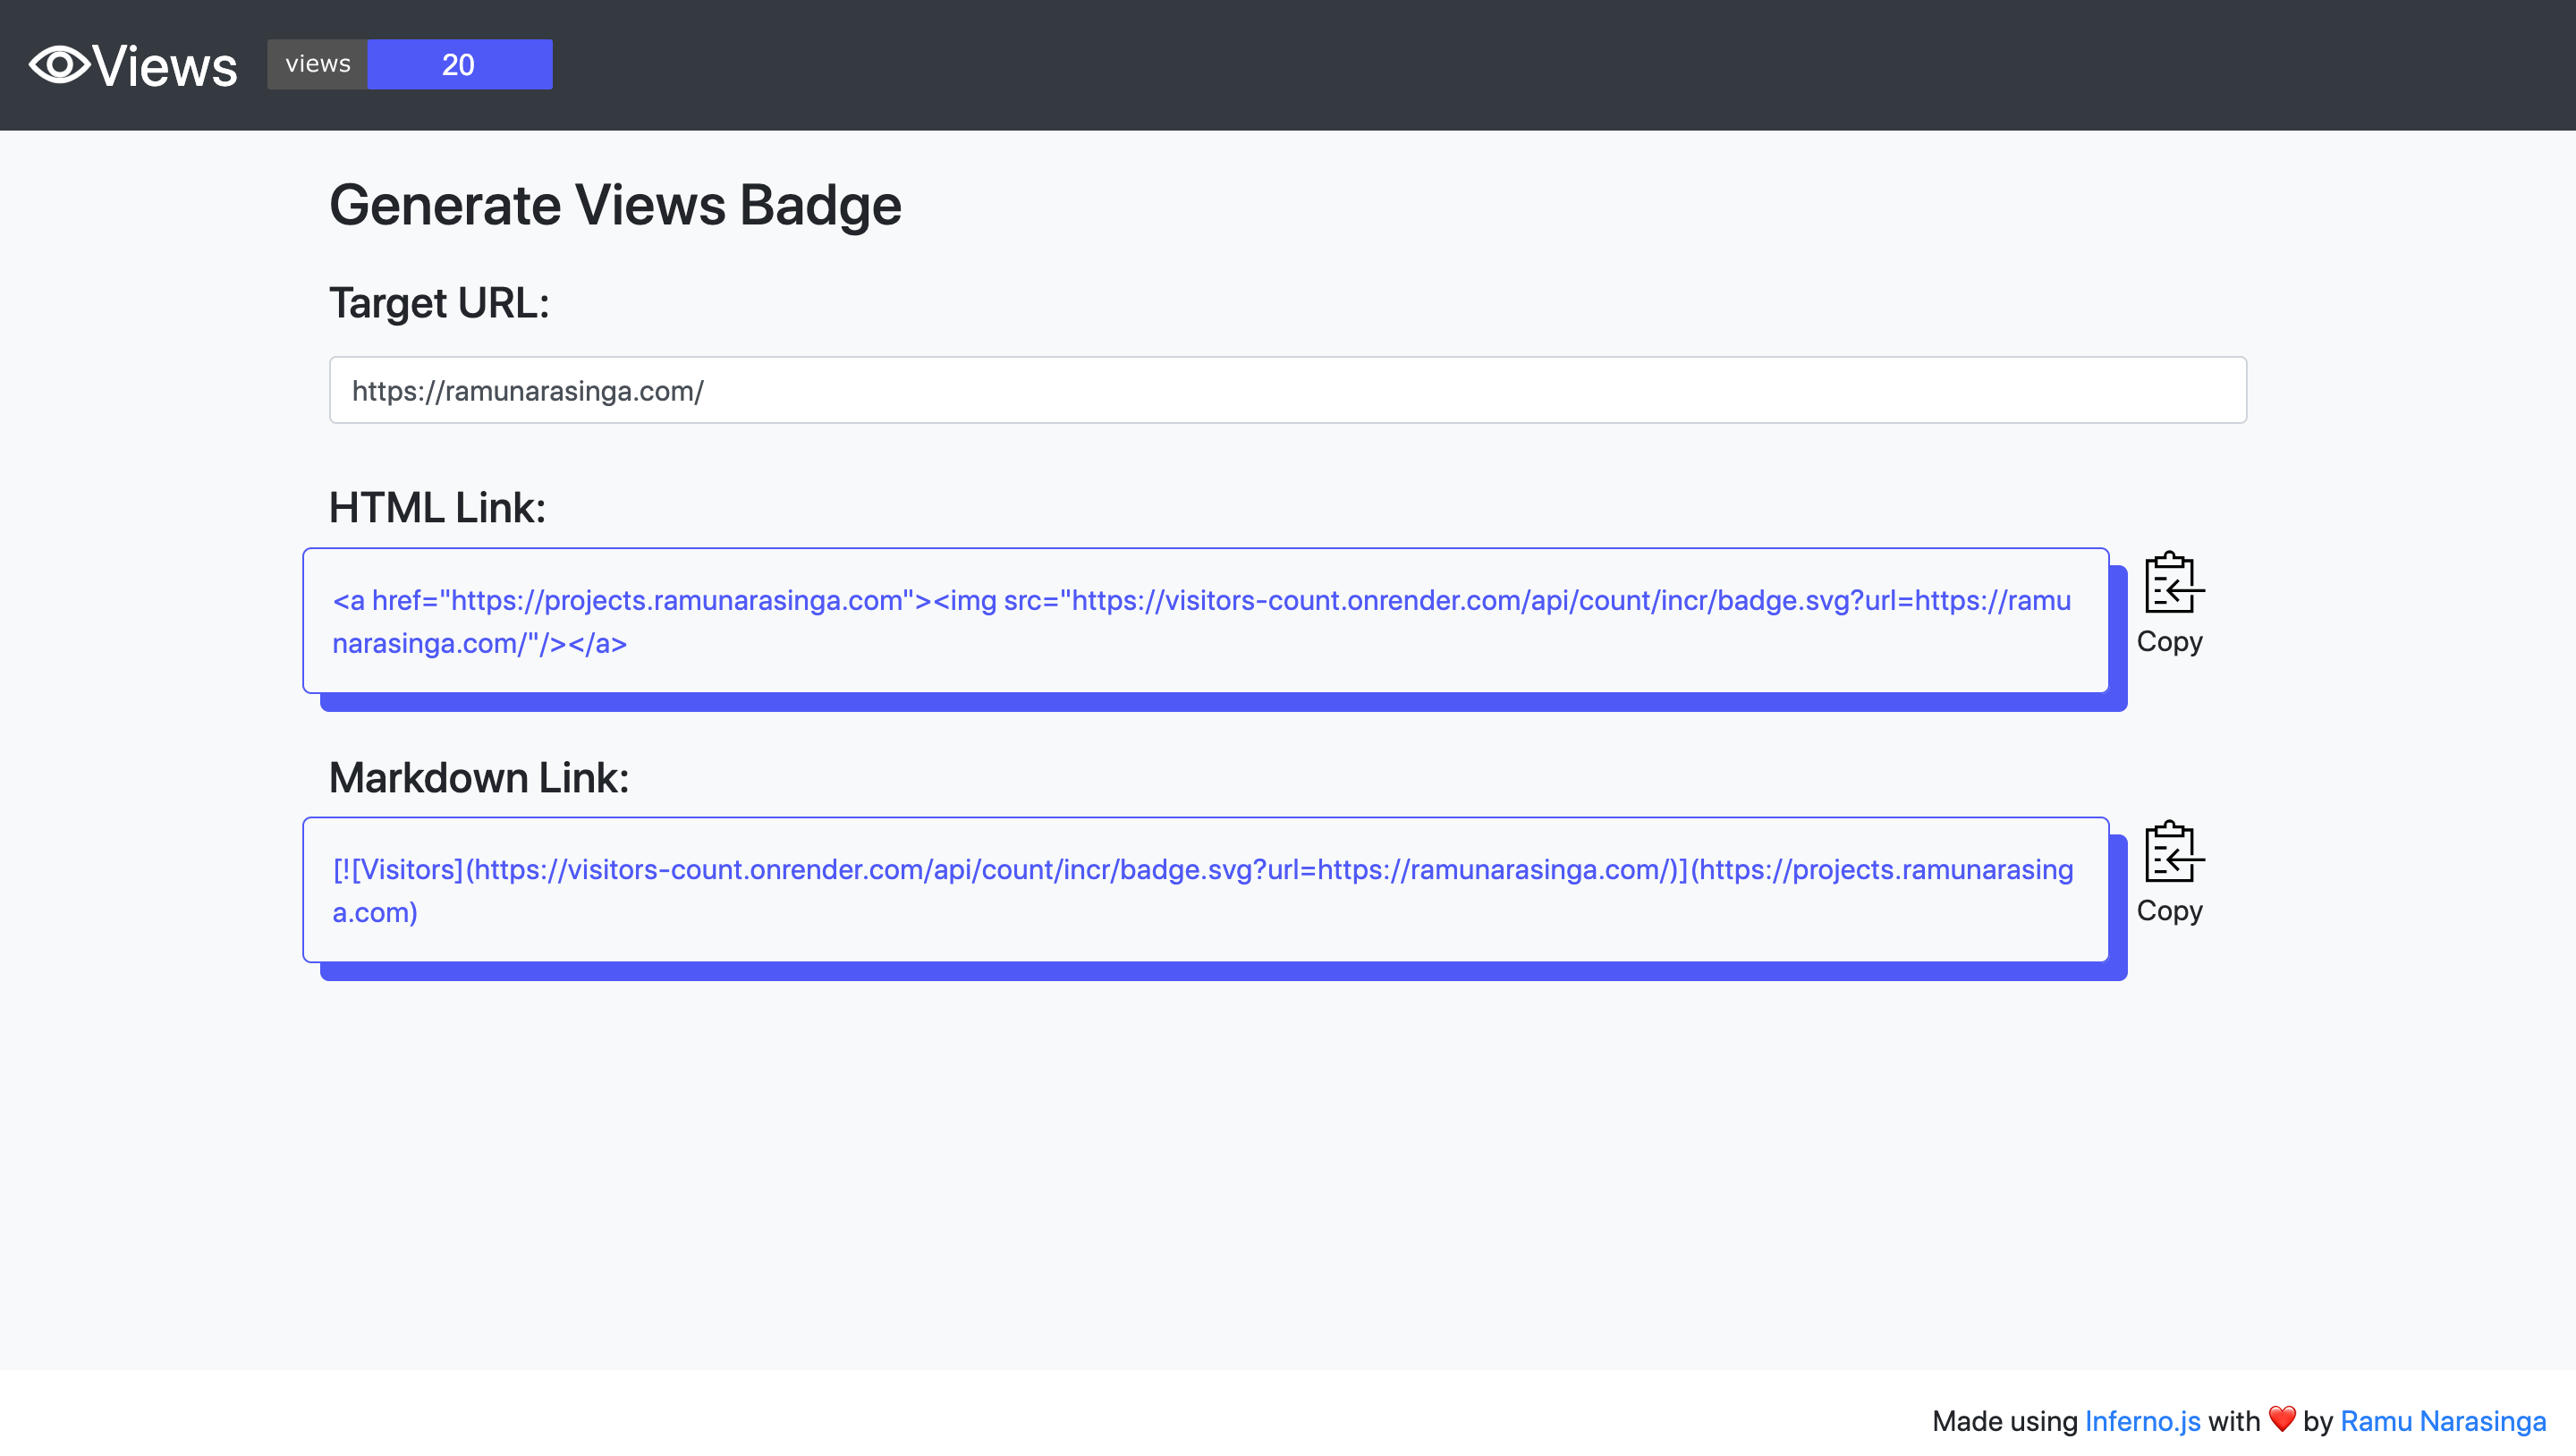 Views views 20
Generate Views Badge
Target URL:
https://ramunarasinga.com/
HTML Link:
<a href="https://projects.ramunarasinga.com"><img src="https://visitors-count.onrender.com/api/count/incr/badge.svg?url=https://ramu
narasinga.com/"/></a>
Copy
Markdown Link:
[![Visitors](https://visitors-count.onrender.com/api/count/incr/badge.svg?url=https://ramunarasinga.com/)](https://projects.ramunarasing
a.com)
Copy
Made using Inferno.js with ❤️ by Ramu Narasinga